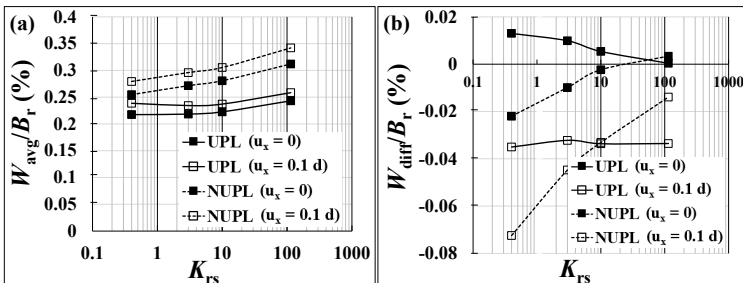 (a)
W_avg/B_r (%)
0.4
0.35
0.3
0.25
0.2
0.15
0.1
0.05
0
0.1 1 10 100 1000
K_rs
UPL (u_x = 0)
UPL (u_x = 0.1 d)
NUPL (u_x = 0)
NUPL (u_x = 0.1 d)
(b)
W_diff/B_r (%)
0.02
0
-0.02
-0.04
-0.06
-0.08
0.1 1 10 100 1000
K_rs
UPL (u_x = 0)
UPL (u_x = 0.1 d)
NUPL (u_x = 0)
NUPL (u_x = 0.1 d)